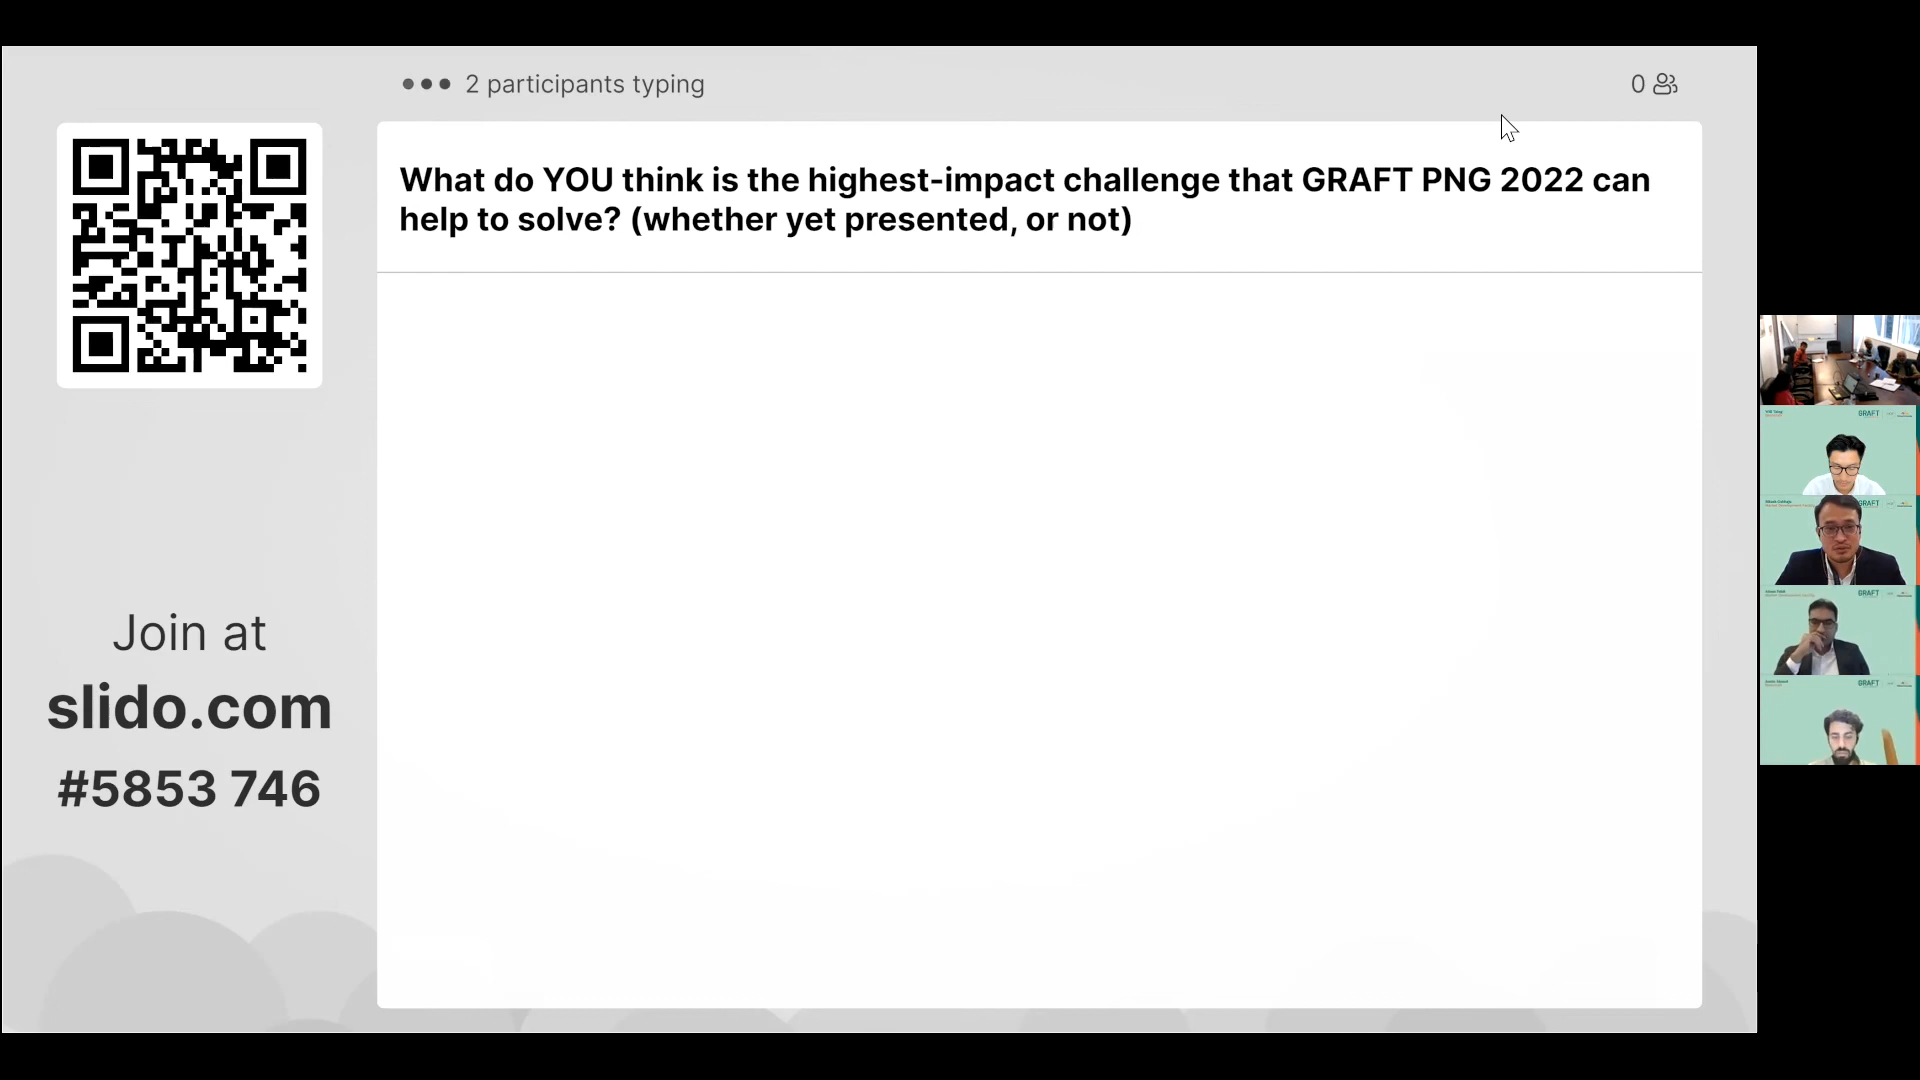 2 participants typing
0
What do YOU think is the highest-impact challenge that GRAFT PNG 2022 can
help to solve? (whether yet presented, or not)
Join at
slido.com
#5853 746
GRAFT
GRAFT
GRAFT
GRAFT